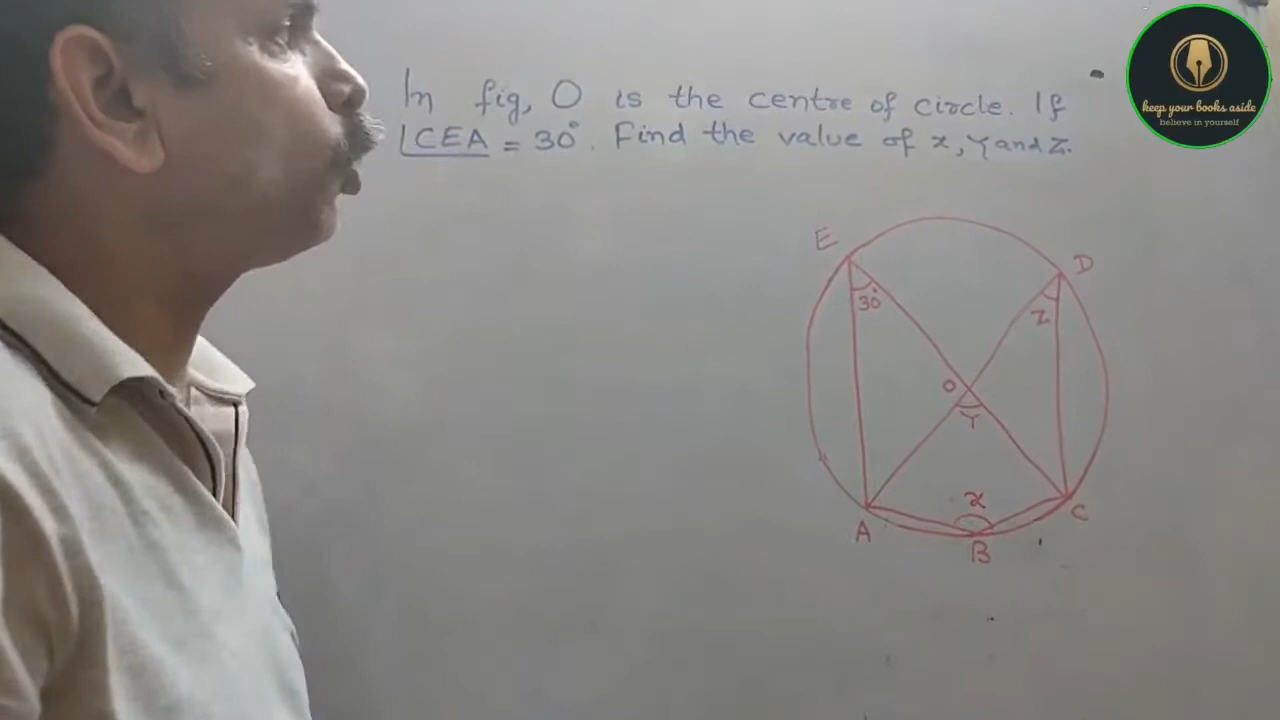 In fig, O is the centre of circle. If
∠CEA = 30°. Find the value of x, Y and Z.
keep your books aside
believe in yourself
E
D
30°
Z
O
Y
x
A
C
B